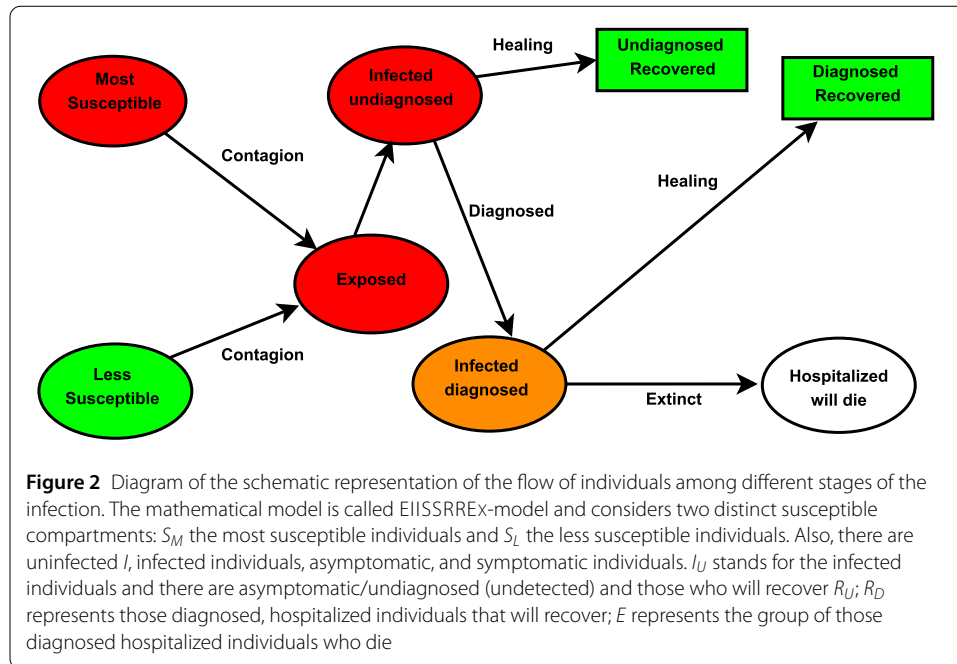 Most
Susceptible
Contagion
Infected
undiagnosed
Healing
Undiagnosed
Recovered
Diagnosed
Recovered
Healing
Diagnosed
Exposed
Less
Susceptible
Contagion
Infected
diagnosed
Extinct
Hospitalized
will die
Figure 2 Diagram of the schematic representation of the flow of individuals among different stages of the
infection. The mathematical model is called EIISSRREx-model and considers two distinct susceptible
compartments: S_M the most susceptible individuals and S_L the less susceptible individuals. Also, there are
uninfected I, infected individuals, asymptomatic, and symptomatic individuals. I_U stands for the infected
individuals and there are asymptomatic/undiagnosed (undetected) and those who will recover R_U; R_D
represents those diagnosed, hospitalized individuals that will recover; E represents the group of those
diagnosed hospitalized individuals who die